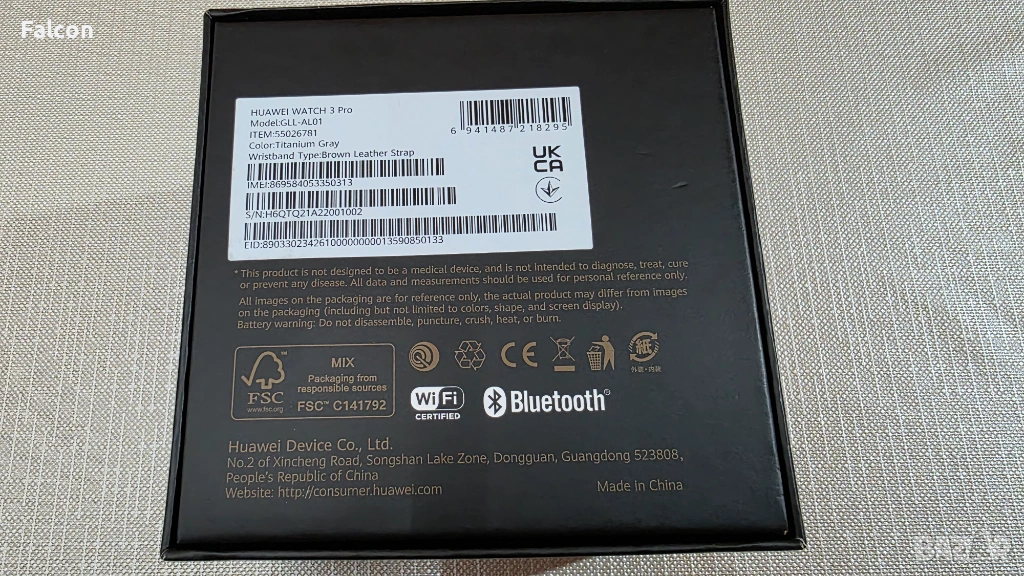 Falcon
HUAWEI WATCH 3 Pro
Model:GLL-AL01
ITEM:55026781
Color:Titanium Gray
Wristband Type:Brown Leather Strap
6 941487 218295
UK
CA
IMEI:869584053350313
S/N:H6QTQ21A22001002
EID:89033023426100000000013590850133
* This product is not designed to be a medical device, and is not intended to diagnose, treat, cure
or prevent any disease. All data and measurements should be used for personal reference only.
All images on the packaging are for reference only, the actual product may differ from images
on the packaging (including but not limited to colors, shape, and screen display).
Battery warning: Do not disassemble, puncture, crush, heat, or burn.
FSC™
www.fsc.org
MIX
Packaging from
responsible sources
FSC™ C141792
CE
紙
外装・内装
Wi Fi
CERTIFIED
Bluetooth®
Huawei Device Co., Ltd.
No.2 of Xincheng Road, Songshan Lake Zone, Dongguan, Guangdong 523808,
People's Republic of China
Website: http://consumer.huawei.com
Made in China